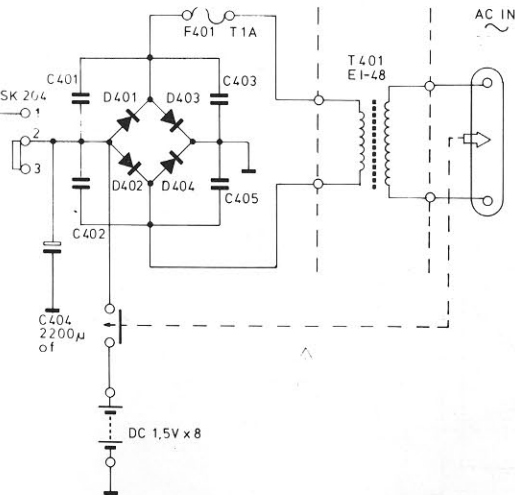 AC IN
F401 T1A
T401
EI-48
C401
C403
SK 204
D401
D403
1
2
3
D402
D404
C405
C402
C404
2200µ
of
DC 1,5V x 8